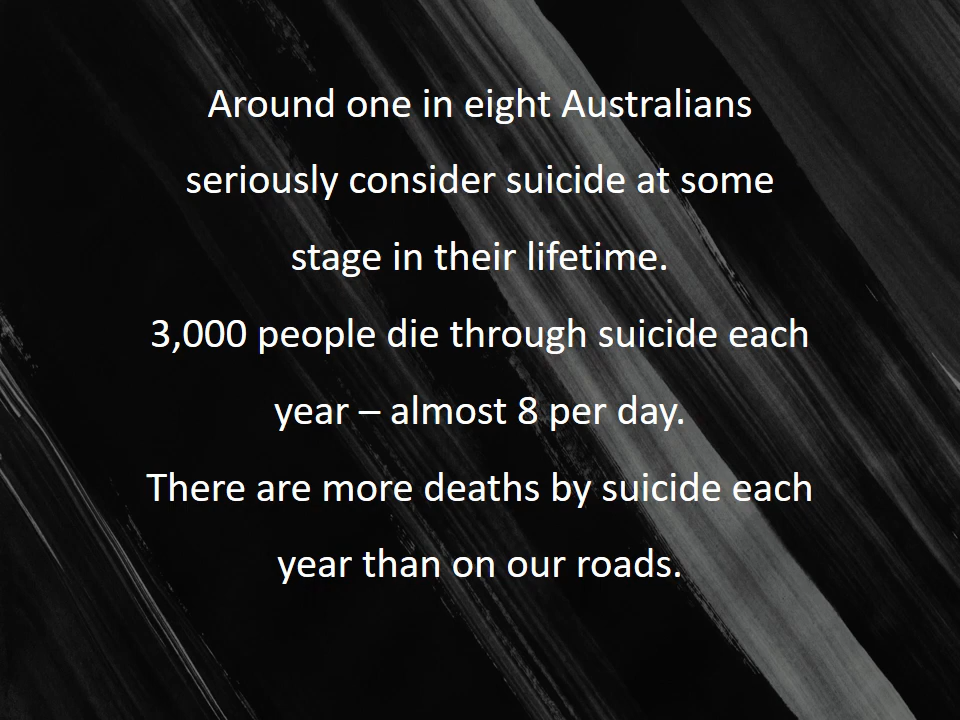 Around one in eight Australians
seriously consider suicide at some
stage in their lifetime.
3,000 people die through suicide each
year – almost 8 per day.
There are more deaths by suicide each
year than on our roads.